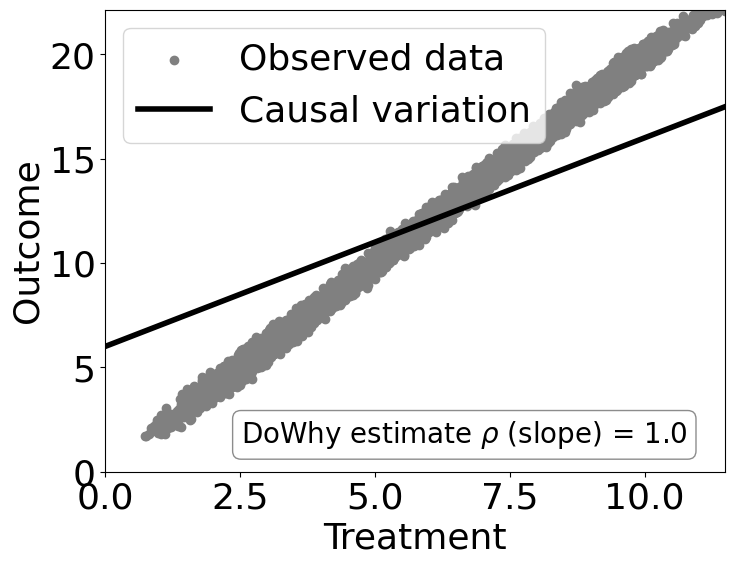 Observed data
Causal variation
20
15
10
5
0
Outcome
DoWhy estimate ρ (slope) = 1.0
0.0 2.5 5.0 7.5 10.0
Treatment